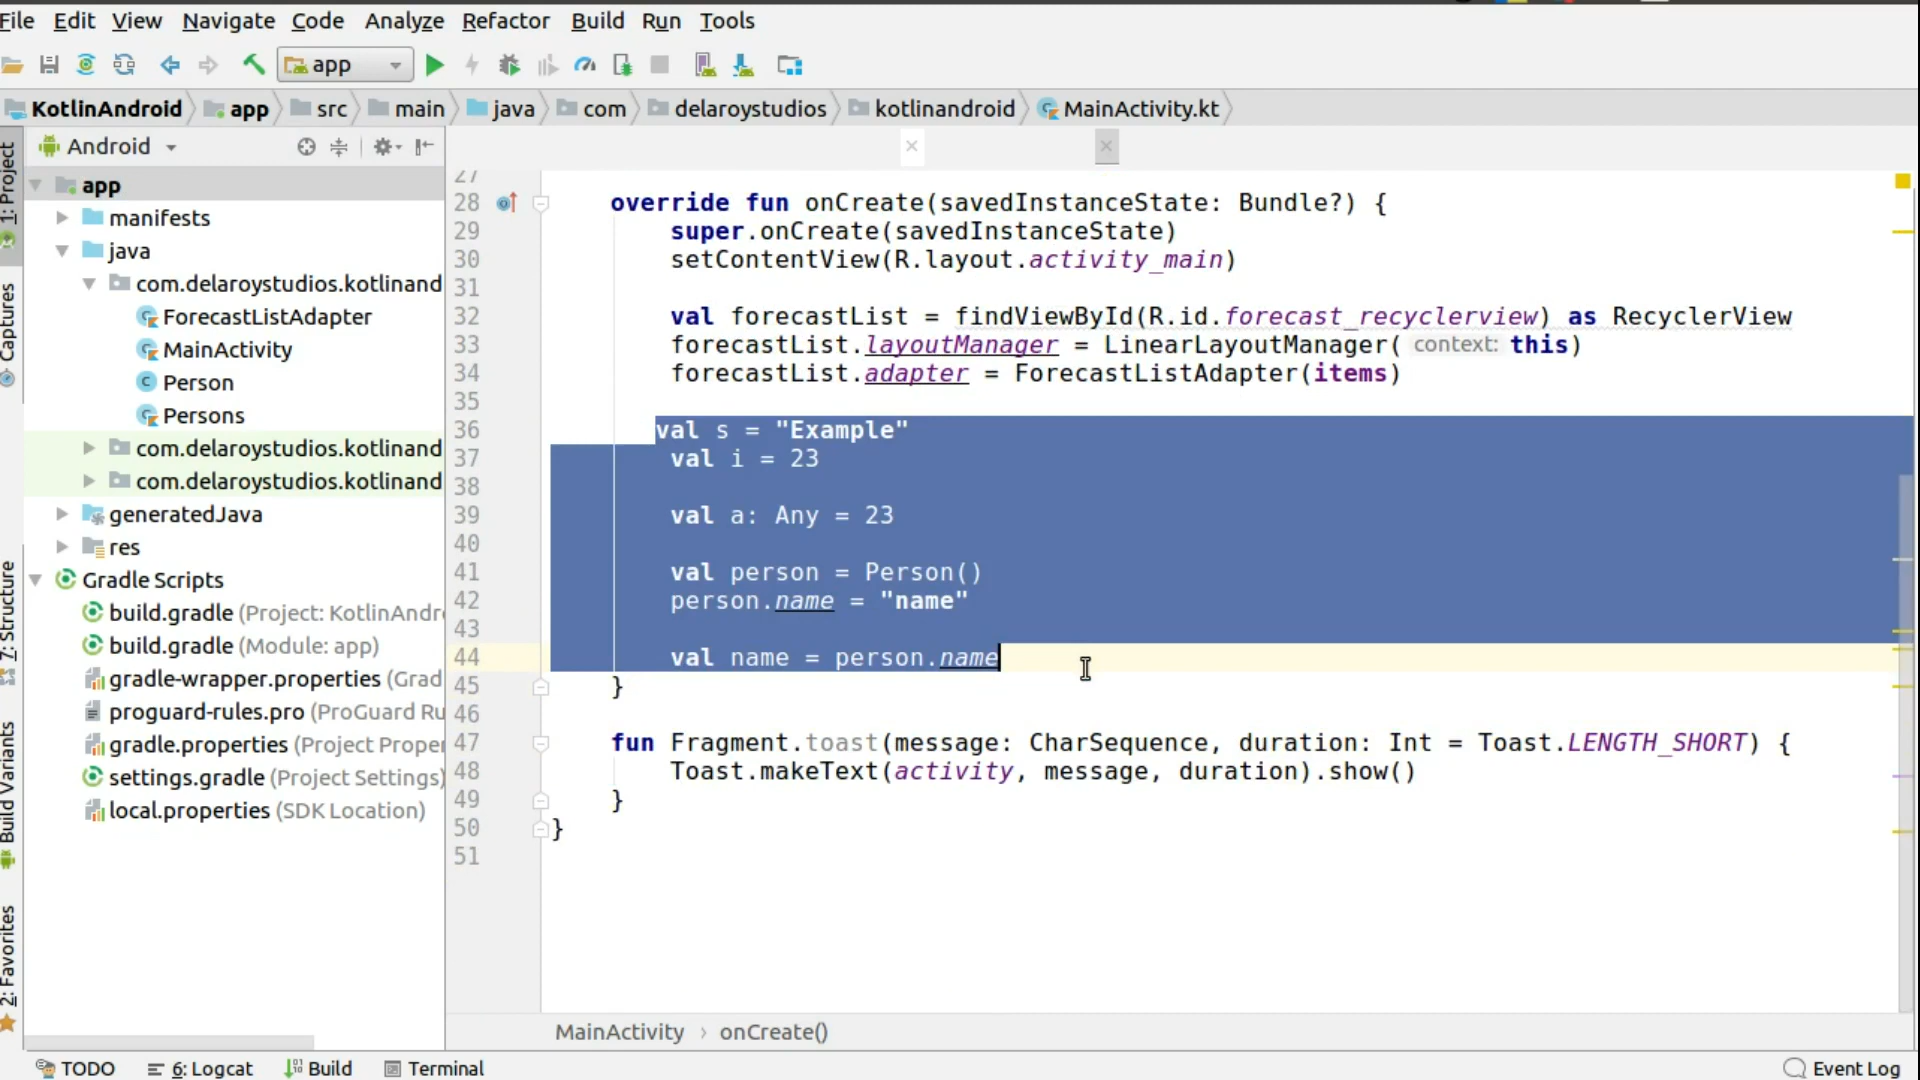 File Edit View Navigate Code Analyze Refactor Build Run Tools
app
KotlinAndroid app src main java com delaroystudios kotlinandroid MainActivity.kt
1: Project
Captures
7: Structure
Build Variants
2: Favorites
Android
app
manifests
java
com.delaroystudios.kotlinand
ForecastListAdapter
MainActivity
Person
Persons
com.delaroystudios.kotlinand
com.delaroystudios.kotlinand
generatedJava
res
Gradle Scripts
build.gradle (Project: KotlinAndr
build.gradle (Module: app)
gradle-wrapper.properties (Grad
proguard-rules.pro (ProGuard Ru
gradle.properties (Project Proper
settings.gradle (Project Settings)
local.properties (SDK Location)
27
28 override fun onCreate(savedInstanceState: Bundle?) {
29 super.onCreate(savedInstanceState)
30 setContentView(R.layout.activity_main)
31
32 val forecastList = findViewById(R.id.forecast_recyclerview) as RecyclerView
33 forecastList.layoutManager = LinearLayoutManager( context: this)
34 forecastList.adapter = ForecastListAdapter(items)
35
36 val s = "Example"
37 val i = 23
38
39 val a: Any = 23
40
41 val person = Person()
42 person.name = "name"
43
44 val name = person.name
45 }
46
47 fun Fragment.toast(message: CharSequence, duration: Int = Toast.LENGTH_SHORT) {
48 Toast.makeText(activity, message, duration).show()
49 }
50 }
51
MainActivity › onCreate()
TODO 6: Logcat Build Terminal Event Log